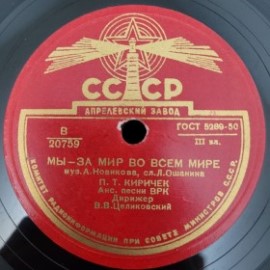 СССР
АПРЕЛЕВСКИЙ ЗАВОД
В
20759
ГОСТ 5289-50
III вл.
МЫ – ЗА МИР ВО ВСЕМ МИРЕ
муз. А. Новикова, сл. Л. Ошанина
П. Т. КИРИЧЕК
Анс. песни ВРК
Дирижер
В. В. Целиковский
КОМИТЕТ РАДИОИНФОРМАЦИИ ПРИ СОВЕТЕ МИНИСТРОВ СССР